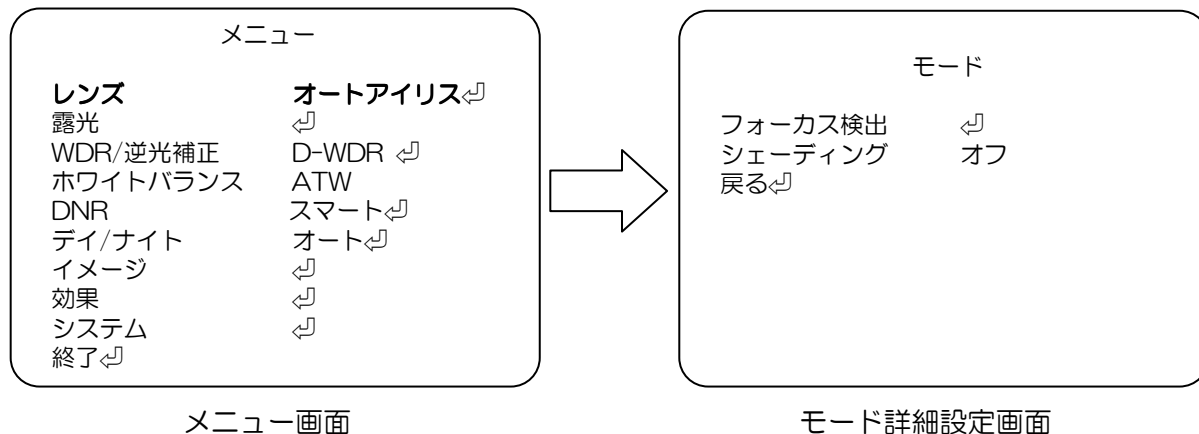 メニュー
レンズ オートアイリス⏎
露光 ⏎
WDR/逆光補正 D-WDR ⏎
ホワイトバランス ATW
DNR スマート⏎
デイ/ナイト オート⏎
イメージ ⏎
効果 ⏎
システム ⏎
終了⏎
メニュー画面
モード
フォーカス検出 ⏎
シェーディング オフ
戻る⏎
モード詳細設定画面